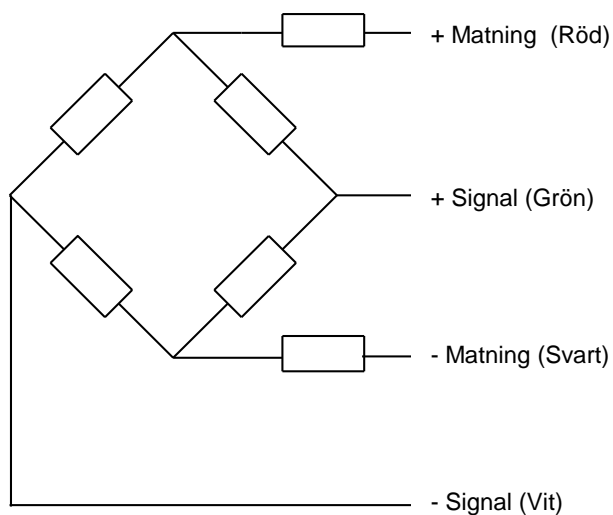 + Matning (Röd)
+ Signal (Grön)
- Matning (Svart)
- Signal (Vit)